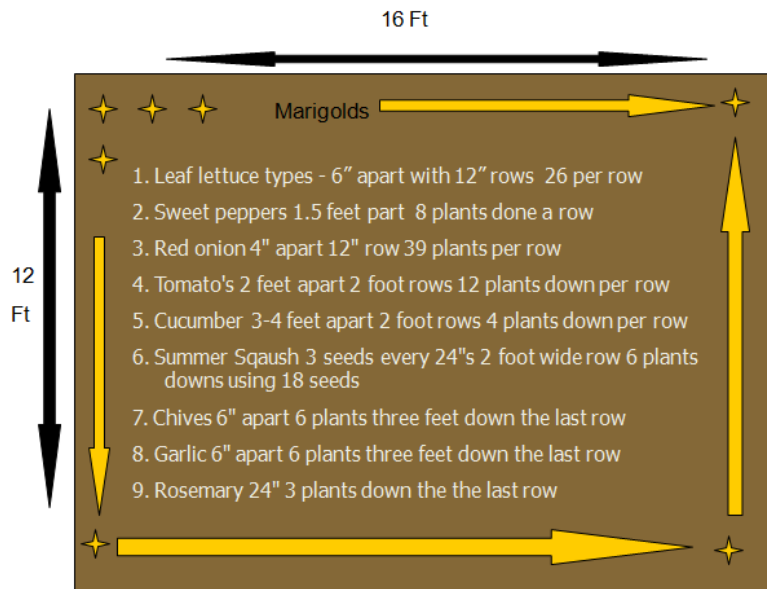 16 Ft
Marigolds
12
Ft
1. Leaf lettuce types - 6” apart with 12” rows  26 per row
2. Sweet peppers 1.5 feet part  8 plants done a row
3. Red onion 4" apart 12" row 39 plants per row
4. Tomato's 2 feet apart 2 foot rows 12 plants down per row
5. Cucumber 3-4 feet apart 2 foot rows 4 plants down per row
6. Summer Sqaush 3 seeds every 24"s 2 foot wide row 6 plants
downs using 18 seeds
7. Chives 6" apart 6 plants three feet down the last row
8. Garlic 6" apart 6 plants three feet down the last row
9. Rosemary 24" 3 plants down the the last row